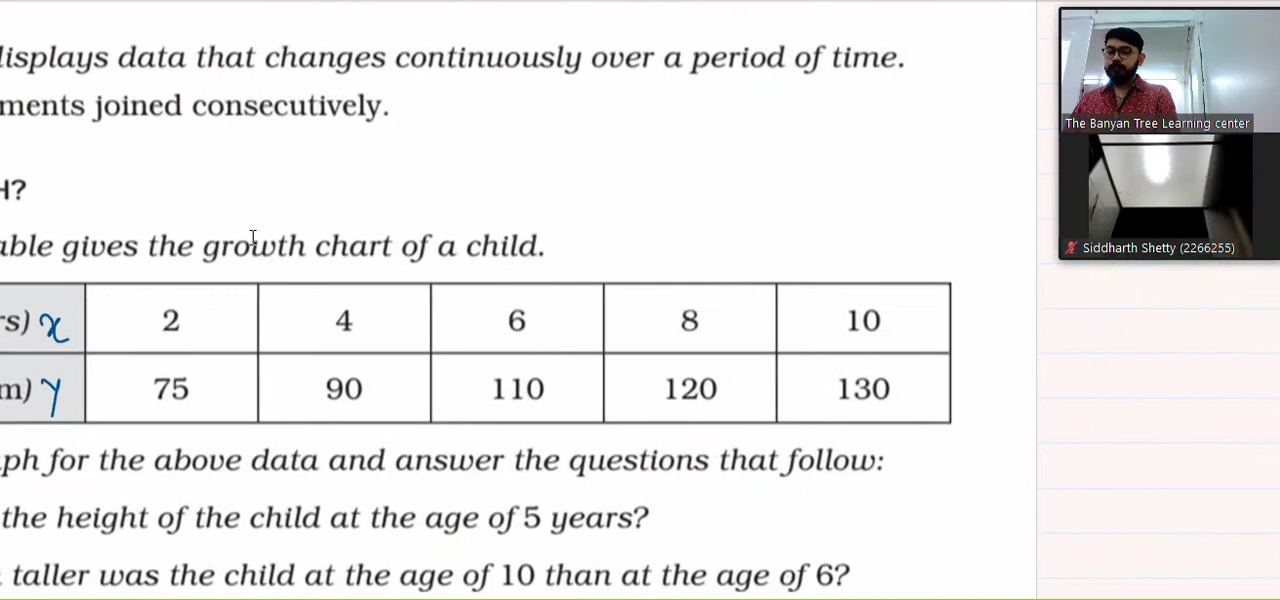 displays data that changes continuously over a period of time.
ments joined consecutively.
H?
able gives the growth chart of a child.
rs) x 2 4 6 8 10
m) y 75 90 110 120 130
ph for the above data and answer the questions that follow:
the height of the child at the age of 5 years?
taller was the child at the age of 10 than at the age of 6?
The Banyan Tree Learning center
Siddharth Shetty (2266255)